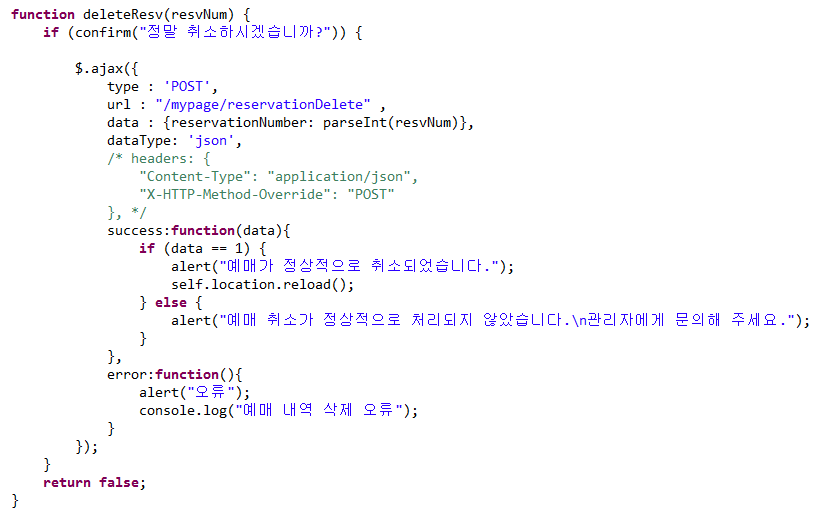 function deleteResv(resvNum) {
    if (confirm("정말 취소하시겠습니까?")) {

        $.ajax({
            type : 'POST',
            url : "/mypage/reservationDelete" ,
            data : {reservationNumber: parseInt(resvNum)},
            dataType: 'json',
            /* headers: {
                "Content-Type": "application/json",
                "X-HTTP-Method-Override": "POST"
            }, */
            success:function(data){
                if (data == 1) {
                    alert("예매가 정상적으로 취소되었습니다.");
                    self.location.reload();
                } else {
                    alert("예매 취소가 정상적으로 처리되지 않았습니다.\n관리자에게 문의해 주세요.");
                }
            },
            error:function(){
                alert("오류");
                console.log("예매 내역 삭제 오류");
            }
        });
    }
    return false;
}